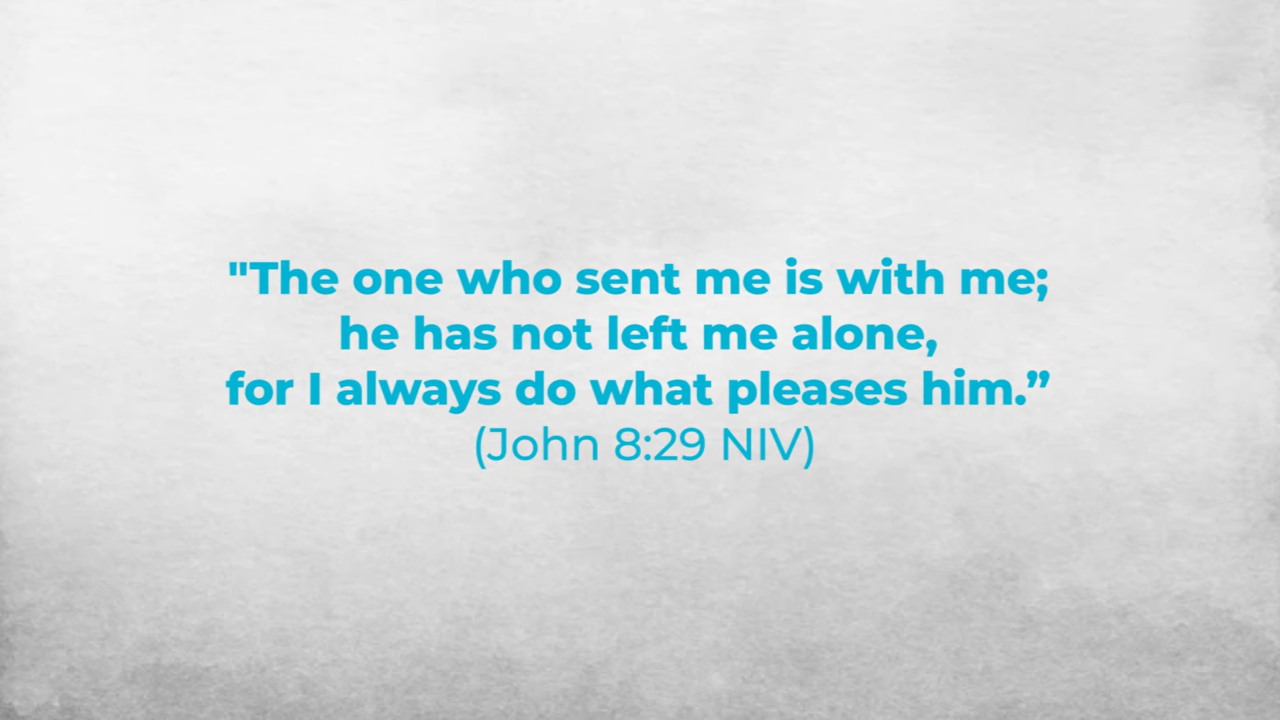 "The one who sent me is with me;
he has not left me alone,
for I always do what pleases him.”
(John 8:29 NIV)